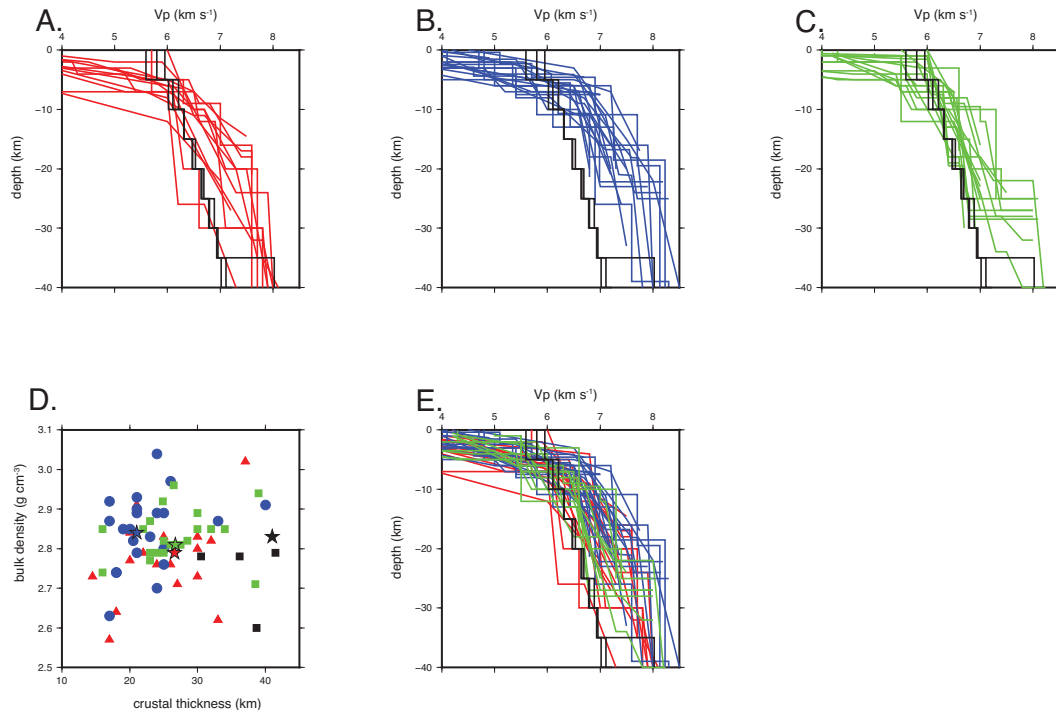 A.
Vp (km s⁻¹)
4 5 6 7 8
0
−10
−20
−30
−40
depth (km)
B.
Vp (km s⁻¹)
4 5 6 7 8
0
−10
−20
−30
−40
depth (km)
C.
Vp (km s⁻¹)
4 5 6 7 8
0
−10
−20
−30
−40
depth (km)
D.
3.1
3.0
2.9
2.8
2.7
2.6
2.5
bulk density (g cm⁻³)
10 20 30 40
crustal thickness (km)
E.
Vp (km s⁻¹)
4 5 6 7 8
0
−10
−20
−30
−40
depth (km)